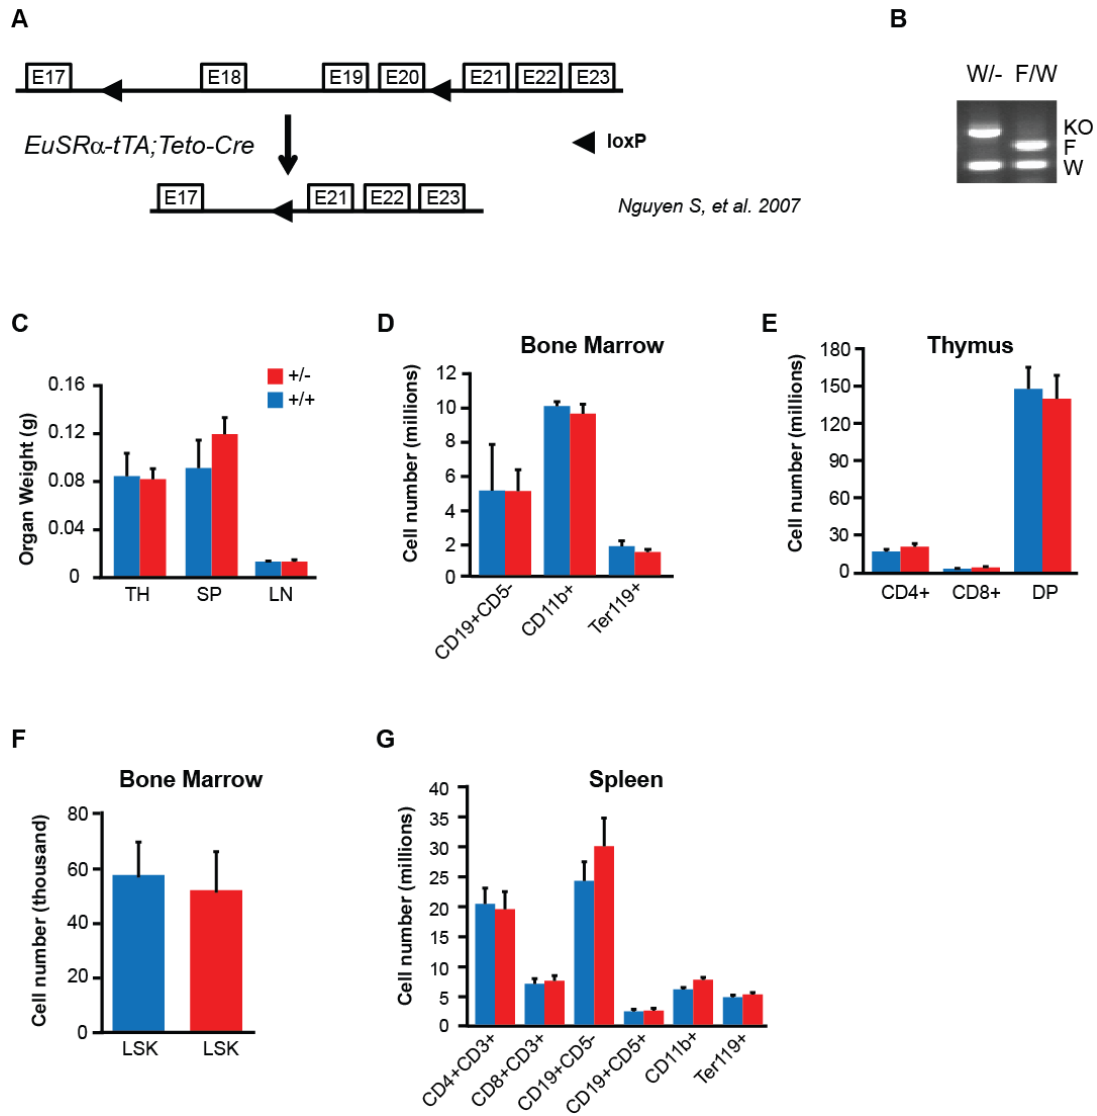 A
B
E17 E18 E19 E20 E21 E22 E23
EuSRα-tTA;Teto-Cre
loxP
E17 E21 E22 E23
Nguyen S, et al. 2007
W/- F/W
KO
F
W
C
Organ Weight (g)
0.16
0.12
0.08
0.04
0
+/-
+/+
TH SP LN
D
Bone Marrow
Cell number (millions)
12
10
8
6
4
2
0
CD19+CD5-
CD11b+
Ter119+
E
Thymus
Cell number (millions)
180
150
120
90
60
30
0
CD4+ CD8+ DP
F
Bone Marrow
Cell number (thousand)
80
60
40
20
0
LSK LSK
G
Spleen
Cell number (millions)
40
35
30
25
20
15
10
5
0
CD4+CD3+
CD8+CD3+
CD19+CD5-
CD19+CD5+
CD11b+
Ter119+